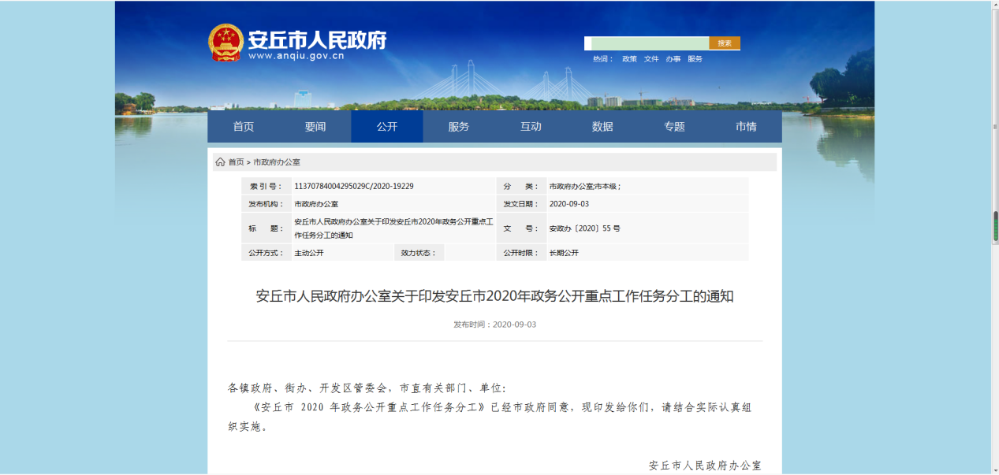 安丘市人民政府
www.anqiu.gov.cn
搜索
热词： 政策 文件 办事 服务
首页 要闻 公开 服务 互动 数据 专题 市情
首页 > 市政府办公室
索 引 号： 11370784004295029C/2020-19229 分 类： 市政府办公室;市本级 ;
发布机构： 市政府办公室 发文日期： 2020-09-03
标 题： 安丘市人民政府办公室关于印发安丘市2020年政务公开重点工
作任务分工的通知 文 号： 安政办〔2020〕55 号
公开方式： 主动公开 效力状态： 公开时限： 长期公开
安丘市人民政府办公室关于印发安丘市2020年政务公开重点工作任务分工的通知
发布时间：2020-09-03
各镇政府、街办、开发区管委会，市直有关部门、单位：
《安丘市 2020 年政务公开重点工作任务分工》已经市政府同意，现印发给你们，请结合实际认真组
织实施。
安丘市人民政府办公室